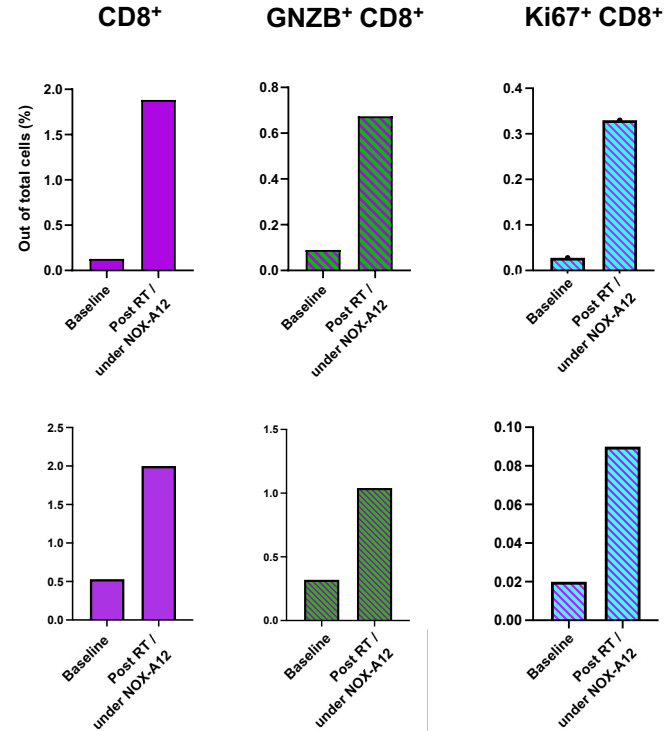 CD8+ GNZB+ CD8+ Ki67+ CD8+
Out of total cells (%)
2.0
1.5
1.0
0.5
0.0
Baseline
Post RT /
under NOX-A12
0.8
0.6
0.4
0.2
0.0
Baseline
Post RT /
under NOX-A12
0.4
0.3
0.2
0.1
0.0
Baseline
Post RT /
under NOX-A12
2.5
2.0
1.5
1.0
0.5
0.0
Baseline
Post RT /
under NOX-A12
1.5
1.0
0.5
0.0
Baseline
Post RT /
under NOX-A12
0.10
0.08
0.06
0.04
0.02
0.00
Baseline
Post RT /
under NOX-A12